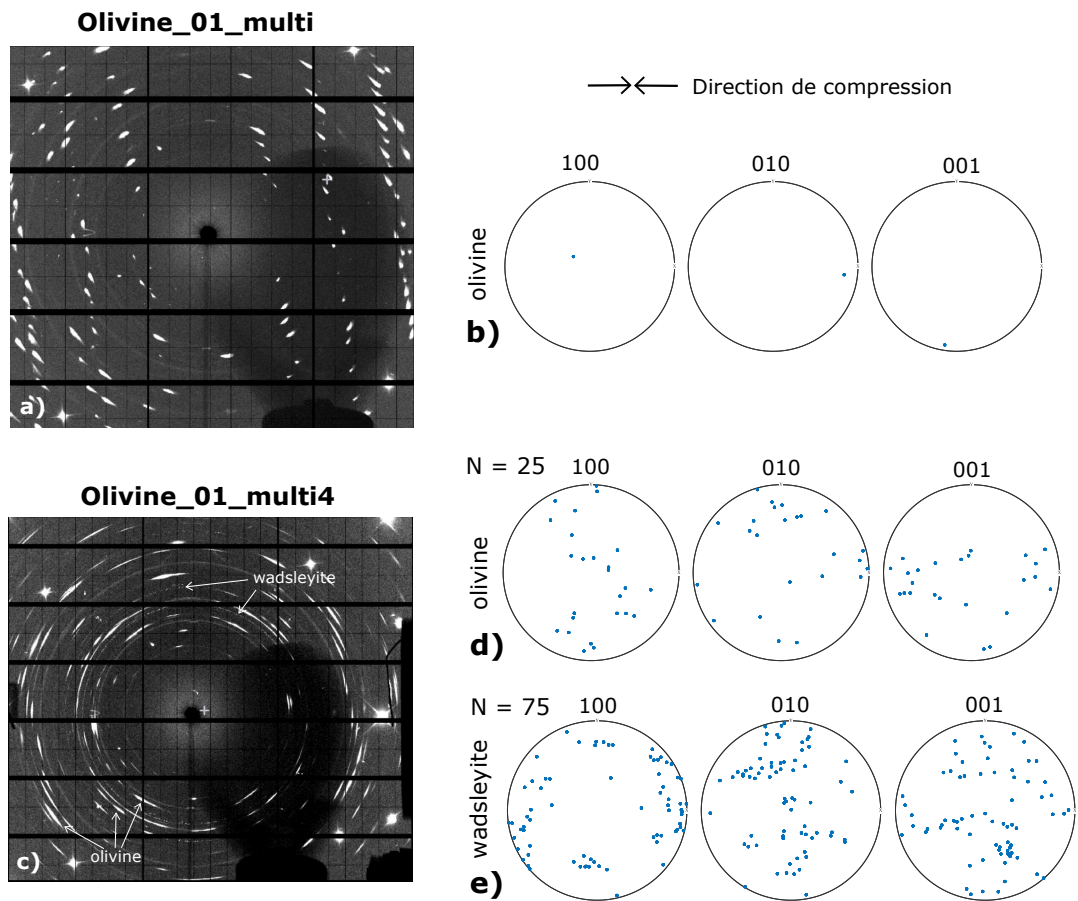 Olivine_01_multi
a)
Direction de compression
100 010 001
olivine
b)
Olivine_01_multi4
wadsleyite
olivine
c)
N = 25 100 010 001
olivine
d)
N = 75 100 010 001
wadsleyite
e)